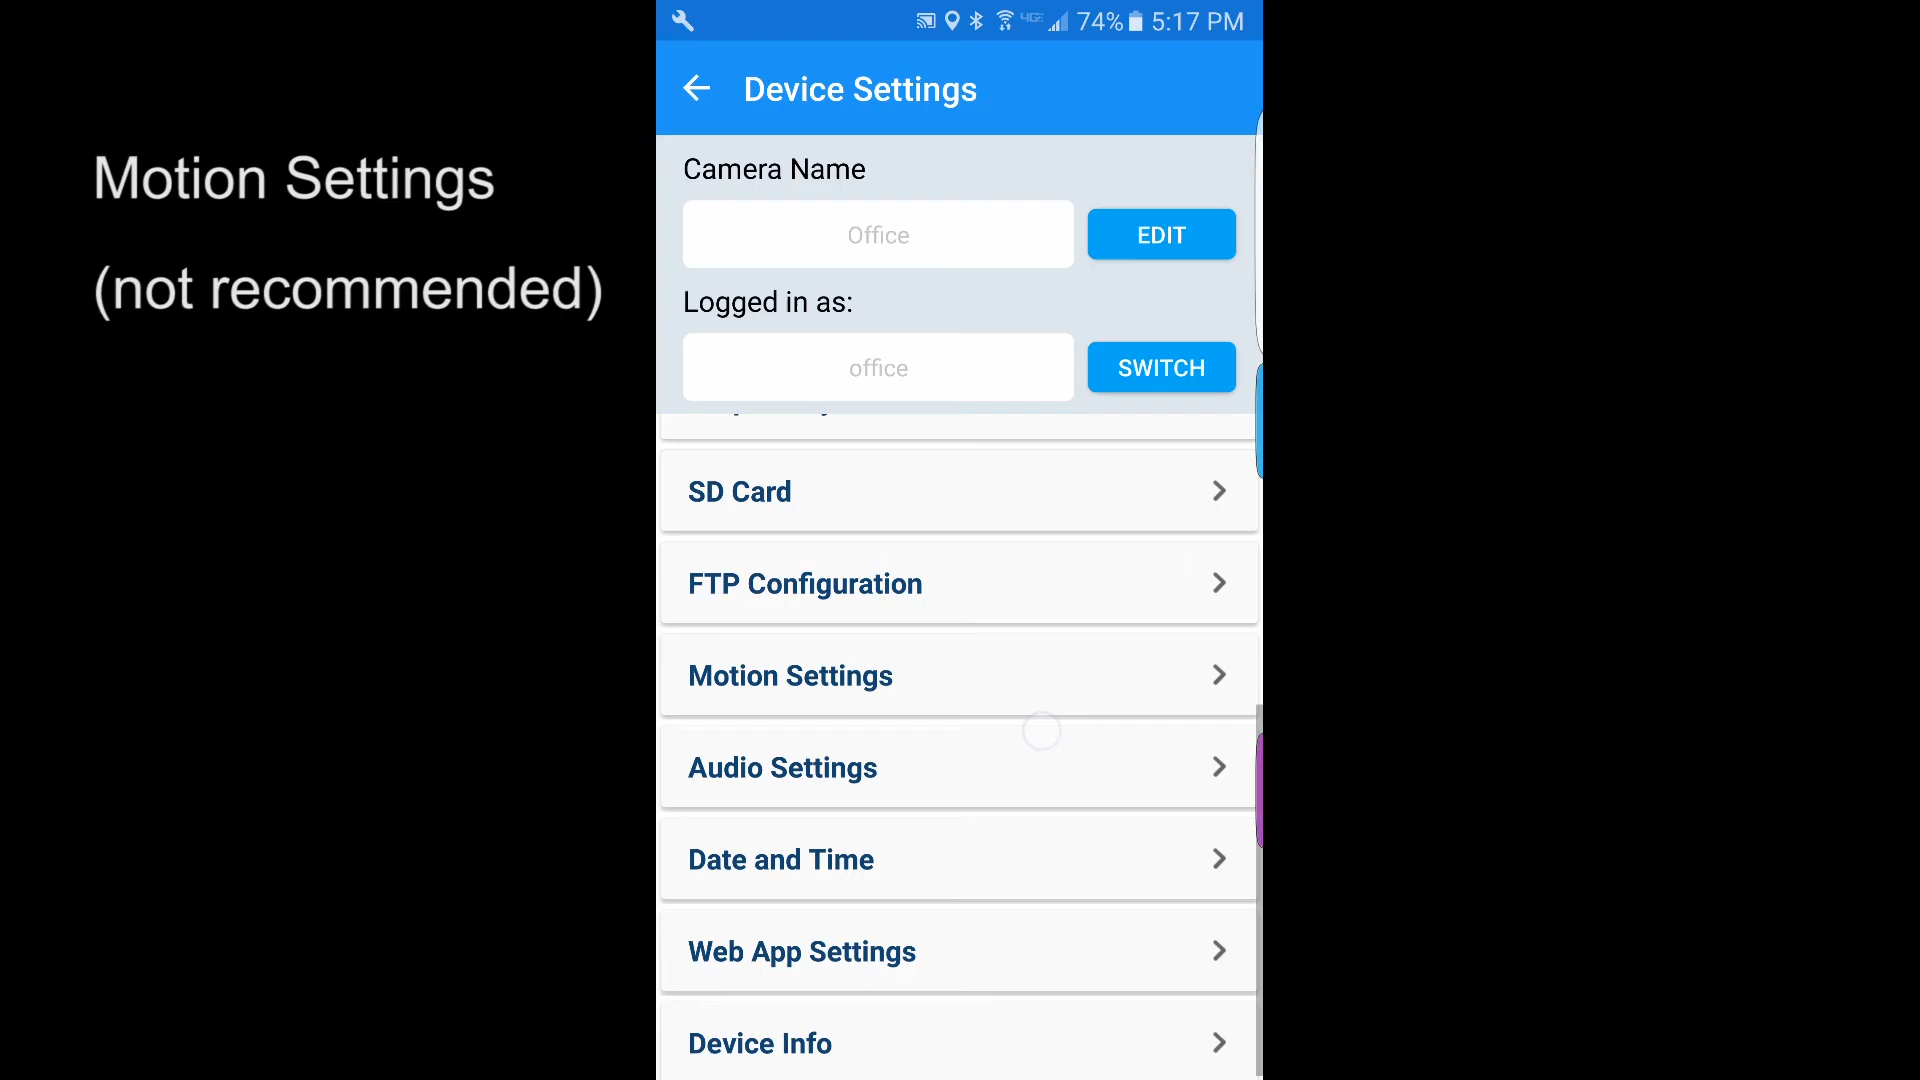 Motion Settings
(not recommended)
74% 5:17 PM
Device Settings
Camera Name
Office
EDIT
Logged in as:
office
SWITCH
SD Card
FTP Configuration
Motion Settings
Audio Settings
Date and Time
Web App Settings
Device Info